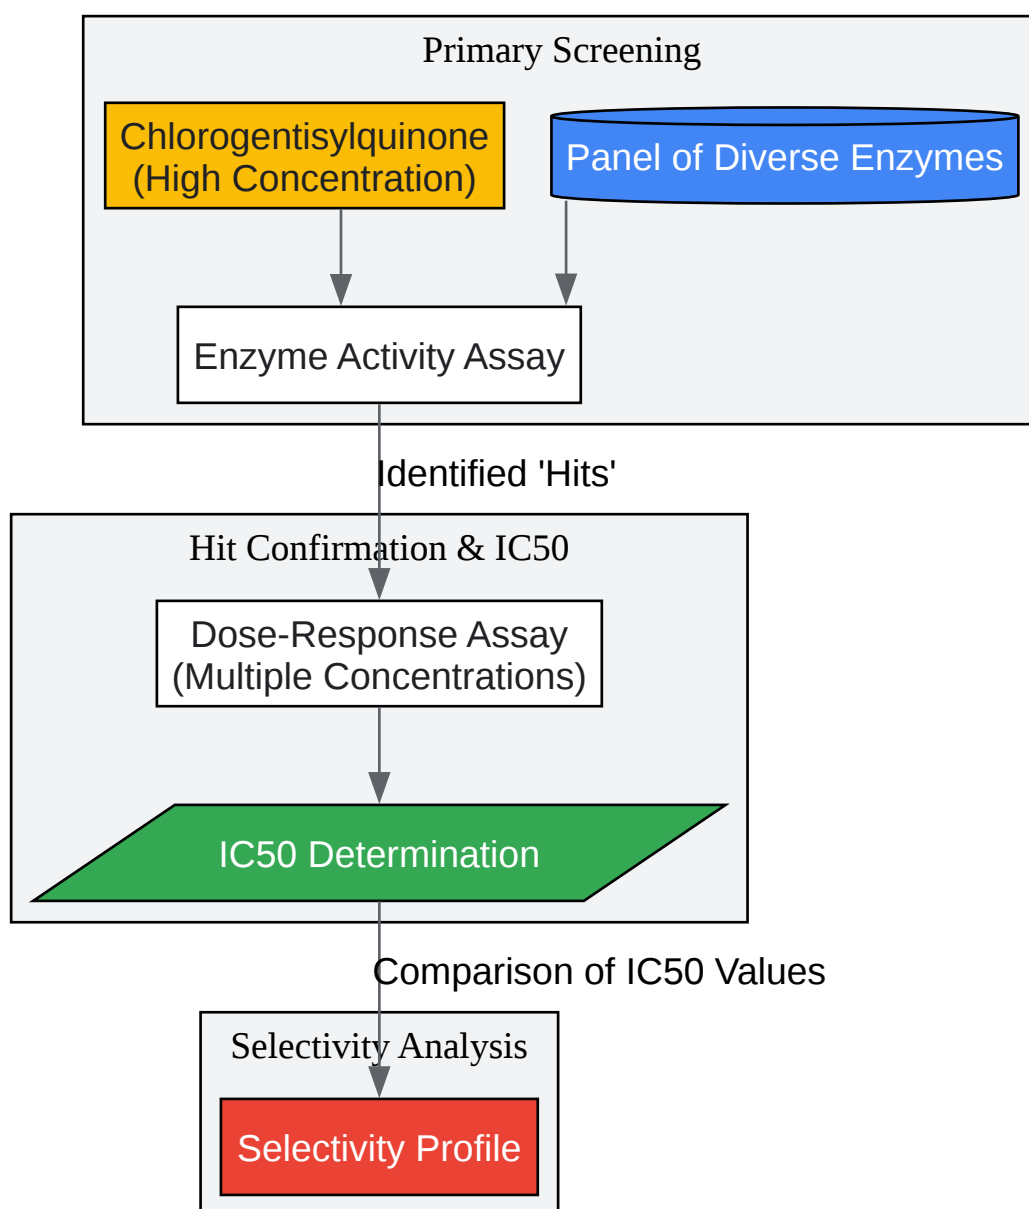 Primary Screening
Chlorogentisylquinone
(High Concentration)
Panel of Diverse Enzymes
Enzyme Activity Assay
Identified 'Hits'
Hit Confirmation & IC50
Dose-Response Assay
(Multiple Concentrations)
IC50 Determination
Comparison of IC50 Values
Selectivity Analysis
Selectivity Profile